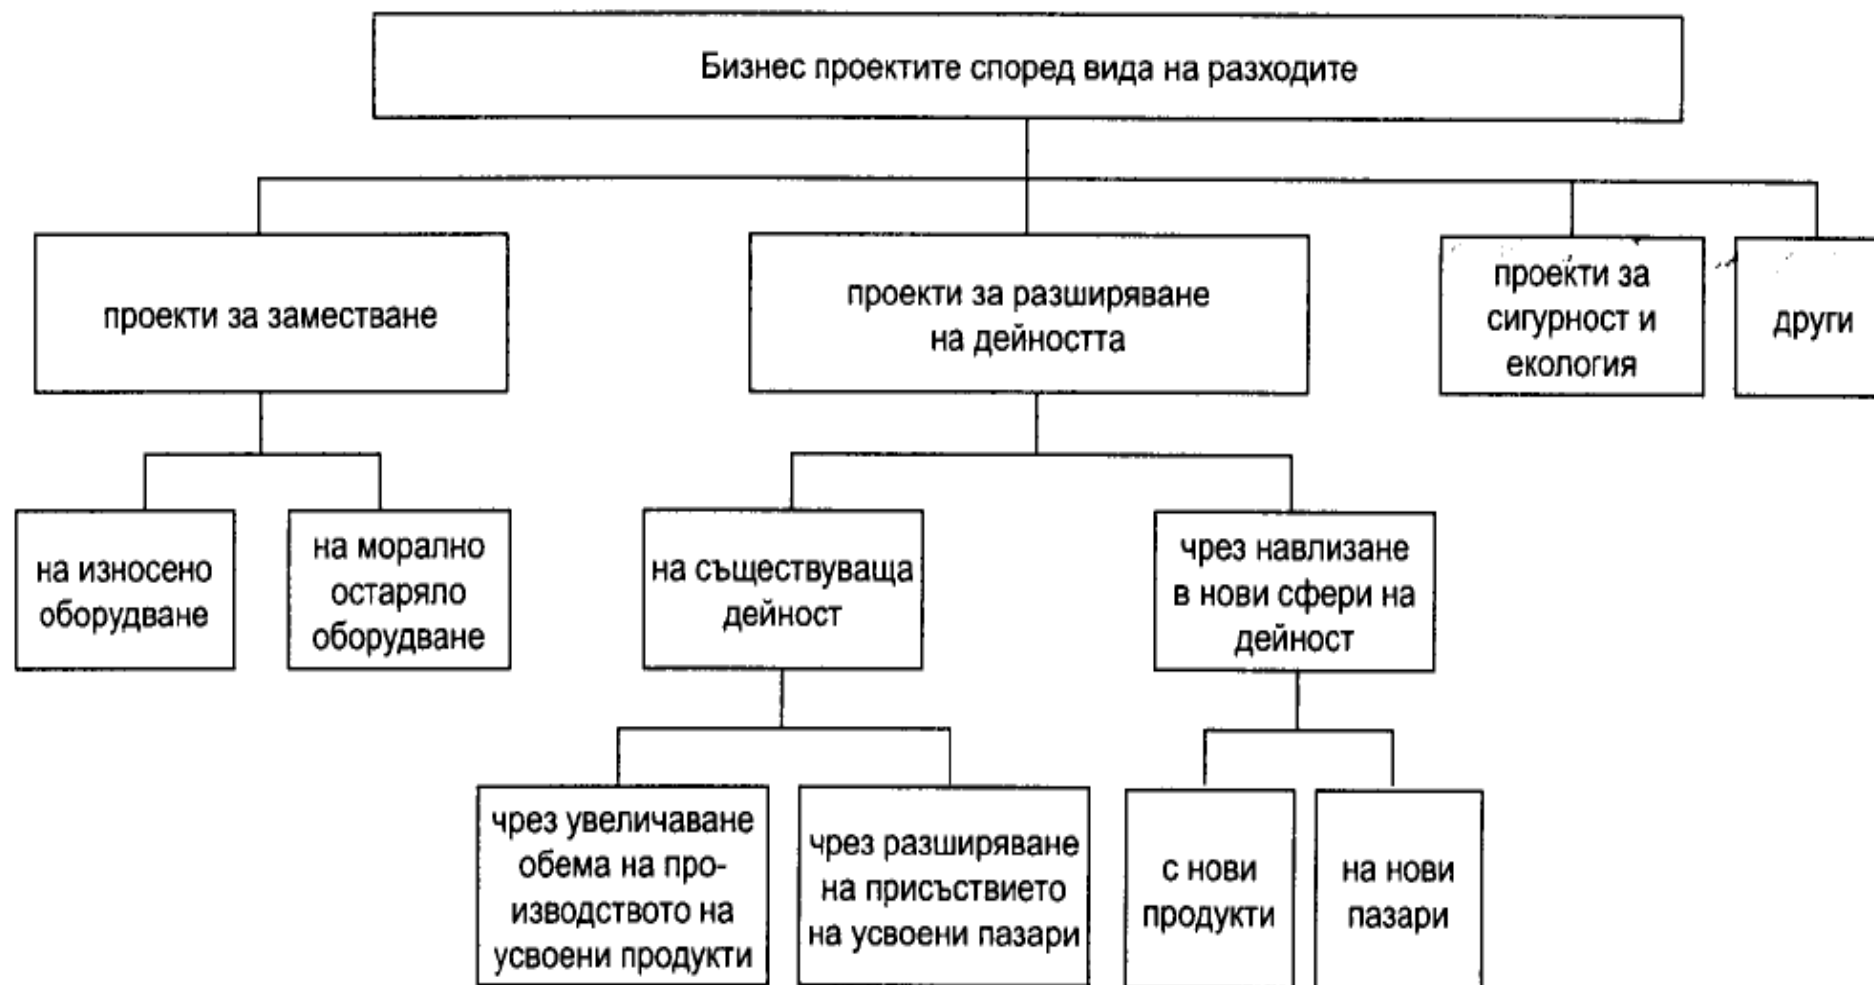 Бизнес проектите според вида на разходите
проекти за заместване
проекти за разширяване
на дейността
проекти за
сигурност и
екология
други
на износено
оборудване
на морално
остаряло
оборудване
на съществуваща
дейност
чрез навлизане
в нови сфери на
дейност
чрез увеличаване
обема на про-
изводството на
усвоени продукти
чрез разширяване
на присъствието
на усвоени пазари
с нови
продукти
на нови
пазари